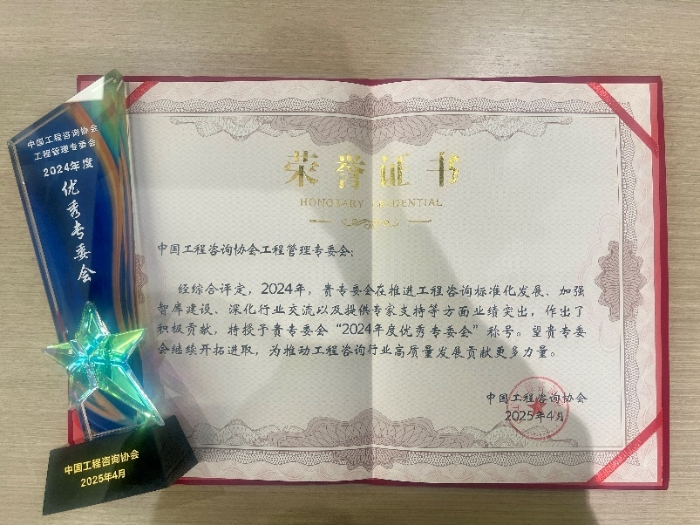 中国工程咨询协会
工程管理专委会
2024年度
优秀专委会
中国工程咨询协会
2025年4月
荣誉证书
HONORARY CREDENTIAL
中国工程咨询协会工程管理专委会：
经综合评定，2024年，贵专委会在推进工程咨询标准化发展、加强
智库建设、深化行业交流以及提供专家支持等方面业绩突出，作出了
积极贡献，特授于贵专委会“2024年度优秀专委会”称号。望贵专委
会继续开拓进取，为推动工程咨询行业高质量发展贡献更多力量。
中国工程咨询协会
2025年4月